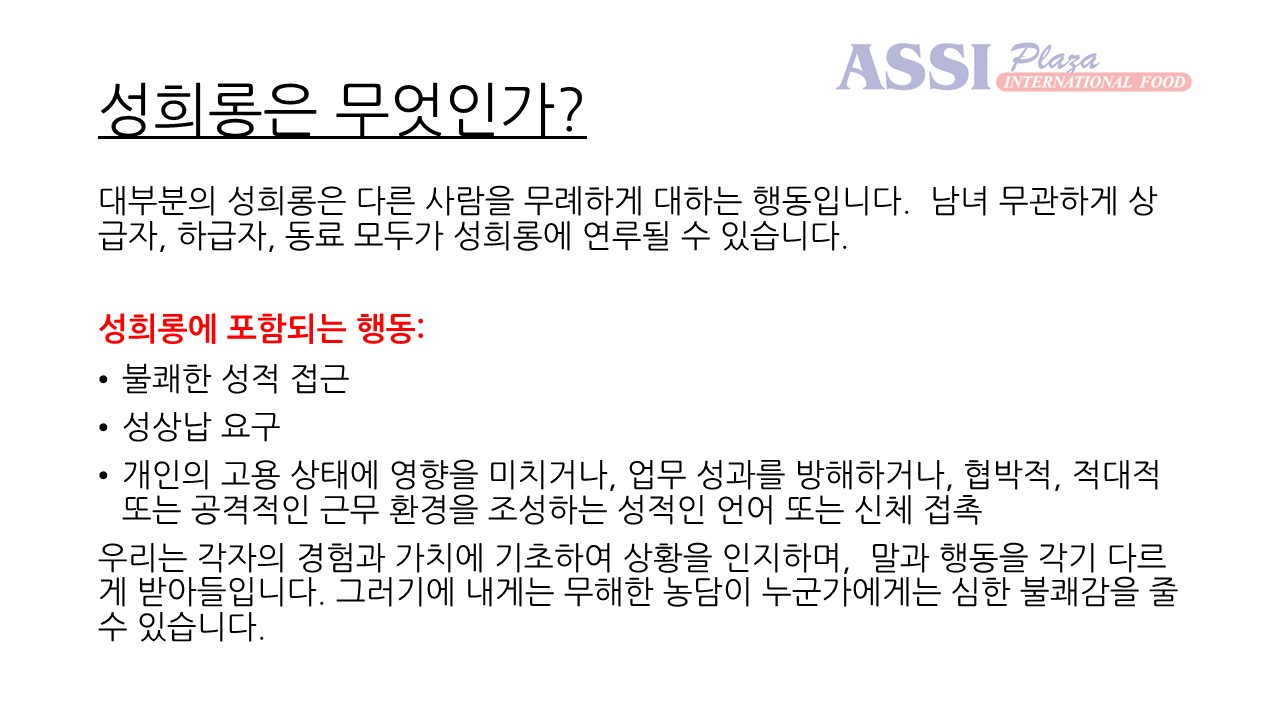 ASSI Plaza
INTERNATIONAL FOOD
성희롱은 무엇인가?
대부분의 성희롱은 다른 사람을 무례하게 대하는 행동입니다.  남녀 무관하게 상
급자, 하급자, 동료 모두가 성희롱에 연루될 수 있습니다.
성희롱에 포함되는 행동:
• 불쾌한 성적 접근
• 성상납 요구
• 개인의 고용 상태에 영향을 미치거나, 업무 성과를 방해하거나, 협박적, 적대적
또는 공격적인 근무 환경을 조성하는 성적인 언어 또는 신체 접촉
우리는 각자의 경험과 가치에 기초하여 상황을 인지하며,  말과 행동을 각기 다르
게 받아들입니다. 그러기에 내게는 무해한 농담이 누군가에게는 심한 불쾌감을 줄
수 있습니다.